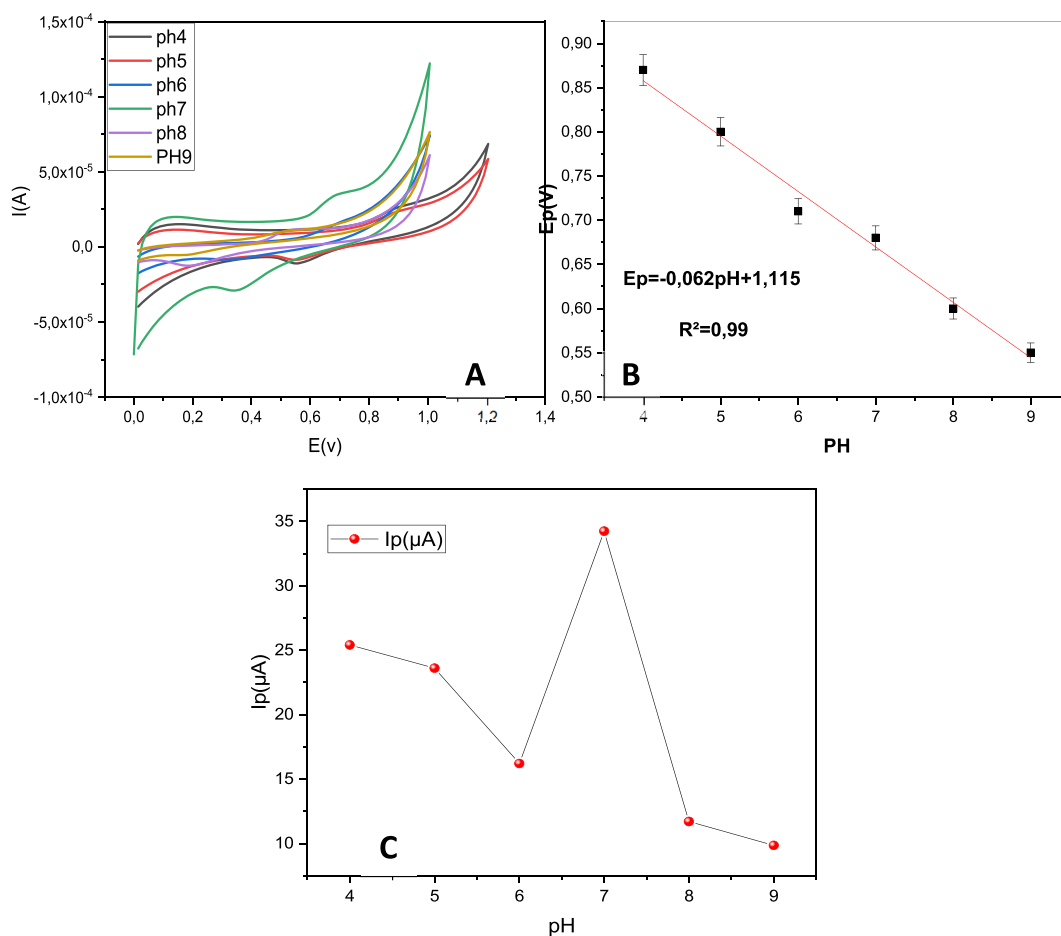 1,5x10⁻⁴
1,0x10⁻⁴
5,0x10⁻⁵
0,0
-5,0x10⁻⁵
-1,0x10⁻⁴
I(A)
ph4
ph5
ph6
ph7
ph8
PH9
A
0,0 0,2 0,4 0,6 0,8 1,0 1,2 1,4
E(v)
0,90
0,85
0,80
0,75
0,70
0,65
0,60
0,55
0,50
Ep(V)
Ep=-0,062pH+1,115
R²=0,99
B
4 5 6 7 8 9
PH
35
30
25
20
15
10
Ip(µA)
Ip(µA)
C
4 5 6 7 8 9
pH